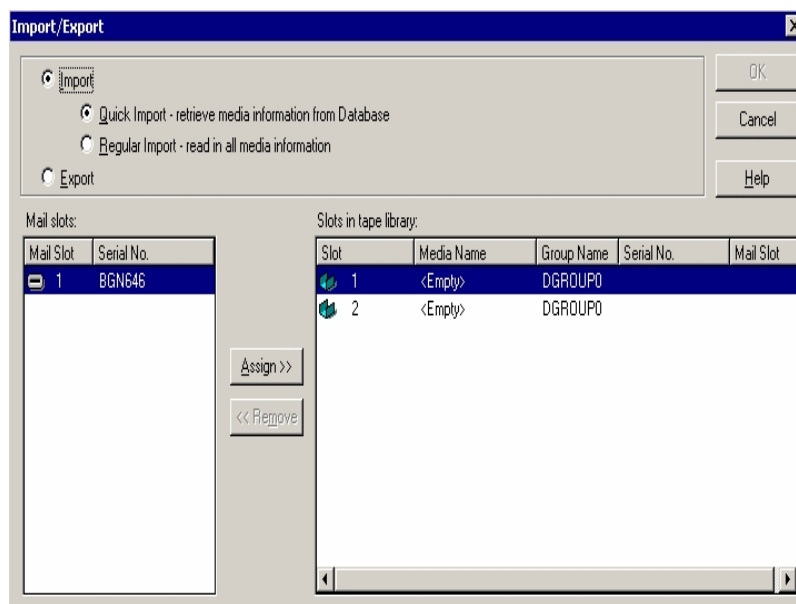 Import/Export
Import
Quick Import - retrieve media information from Database
Regular Import - read in all media information
Export
OK
Cancel
Help
Mail slots:
Mail Slot Serial No.
1 BGN646
Assign >>
<< Remove
Slots in tape library:
Slot Media Name Group Name Serial No. Mail Slot
1 <Empty> DGROUP0
2 <Empty> DGROUP0